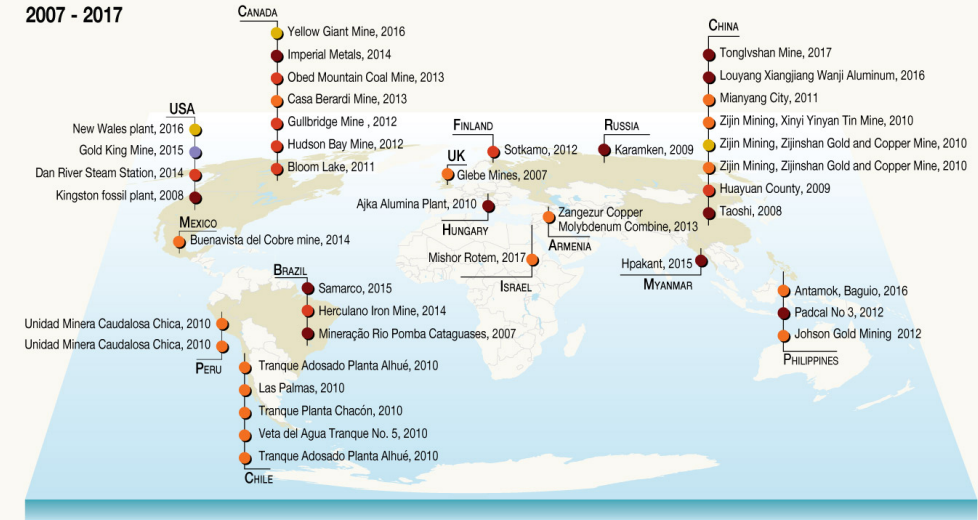 2007 - 2017
CANADA
Yellow Giant Mine, 2016
Imperial Metals, 2014
Obed Mountain Coal Mine, 2013
Casa Berardi Mine, 2013
Gullbridge Mine , 2012
Hudson Bay Mine, 2012
Bloom Lake, 2011
CHINA
Tonglvshan Mine, 2017
Louyang Xiangjiang Wanji Aluminum, 2016
Mianyang City, 2011
Zijin Mining, Xinyi Yinyan Tin Mine, 2010
Zijin Mining, Zijinshan Gold and Copper Mine, 2010
Zijin Mining, Zijinshan Gold and Copper Mine, 2010
Huayuan County, 2009
Taoshi, 2008
USA
New Wales plant, 2016
Gold King Mine, 2015
Dan River Steam Station, 2014
Kingston fossil plant, 2008
FINLAND
Sotkamo, 2012
RUSSIA
Karamken, 2009
UK
Glebe Mines, 2007
Ajka Alumina Plant, 2010
HUNGARY
Zangezur Copper
Molybdenum Combine, 2013
ARMENIA
MEXICO
Buenavista del Cobre mine, 2014
Mishor Rotem, 2017
ISRAEL
Hpakant, 2015
MYANMAR
BRAZIL
Samarco, 2015
Herculano Iron Mine, 2014
Mineração Rio Pomba Cataguases, 2007
Antamok, Baguio, 2016
Padcal No 3, 2012
Johson Gold Mining 2012
PHILIPPINES
Unidad Minera Caudalosa Chica, 2010
Unidad Minera Caudalosa Chica, 2010
PERU
Tranque Adosado Planta Alhué, 2010
Las Palmas, 2010
Tranque Planta Chacón, 2010
Veta del Agua Tranque No. 5, 2010
Tranque Adosado Planta Alhué, 2010
CHILE